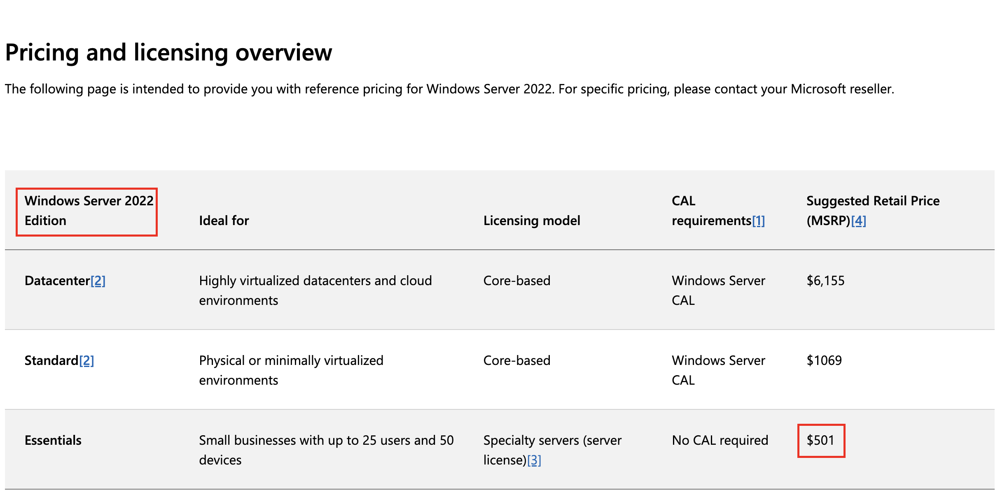 Pricing and licensing overview
The following page is intended to provide you with reference pricing for Windows Server 2022. For specific pricing, please contact your Microsoft reseller.
Windows Server 2022
Edition
Ideal for
Licensing model
CAL
requirements[1]
Suggested Retail Price
(MSRP)[4]
Datacenter[2]
Highly virtualized datacenters and cloud
environments
Core-based
Windows Server
CAL
$6,155
Standard[2]
Physical or minimally virtualized
environments
Core-based
Windows Server
CAL
$1069
Essentials
Small businesses with up to 25 users and 50
devices
Specialty servers (server
license)[3]
No CAL required
$501